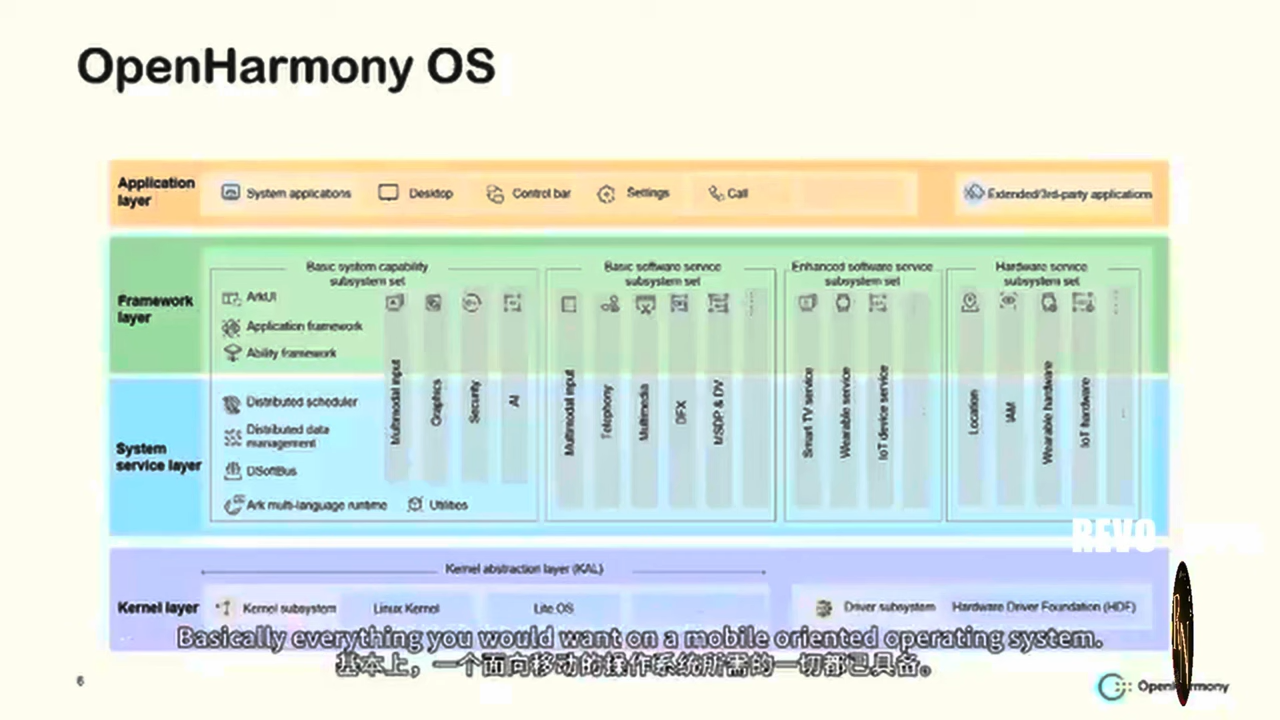 OpenHarmony OS
Application layer
System applications
Desktop
Control bar
Settings
Call
Extended/3rd-party applications
Framework layer
Basic system capability subsystem set
Basic software service subsystem set
Enhanced software service subsystem set
Hardware service subsystem set
ArkUI
Application framework
Ability framework
System service layer
Distributed scheduler
Distributed data management
DSoftBus
Ark multi-language runtime
Utilities
Multimodal input
Graphics
Security
AI
Multimodal input
Telephony
Multimedia
DFX
MSDP & DV
Smart TV service
Wearable service
IoT device service
Location
IAM
Wearable hardware
IoT hardware
REVO
Kernel layer
Kernel abstraction layer (KAL)
Kernel subsystem
Linux Kernel
Lite OS
Driver subsystem
Hardware Driver Foundation (HDF)
Basically everything you would want on a mobile oriented operating system.
基本上，一个面向移动的操作系统所需的一切都已具备。
6